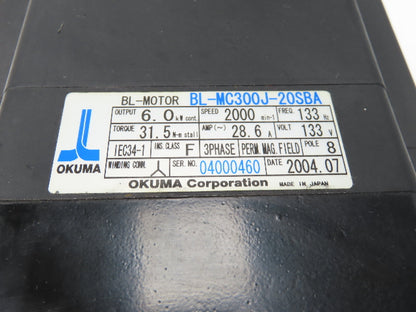 BL-MOTOR BL-MC300J-20SBA
OUTPUT 6.0 kW cont. SPEED 2000 min-1 FREQ. 133 Hz
TORQUE 31.5 N-m stall AMP(~) 28.6 A VOLT 133 V
IEC34-1 INS.CLASS F 3PHASE PERM.MAG.FIELD POLE 8
WINDING CONN. SER NO. 04000460 DATE 2004.07
OKUMA
OKUMA Corporation MADE IN JAPAN